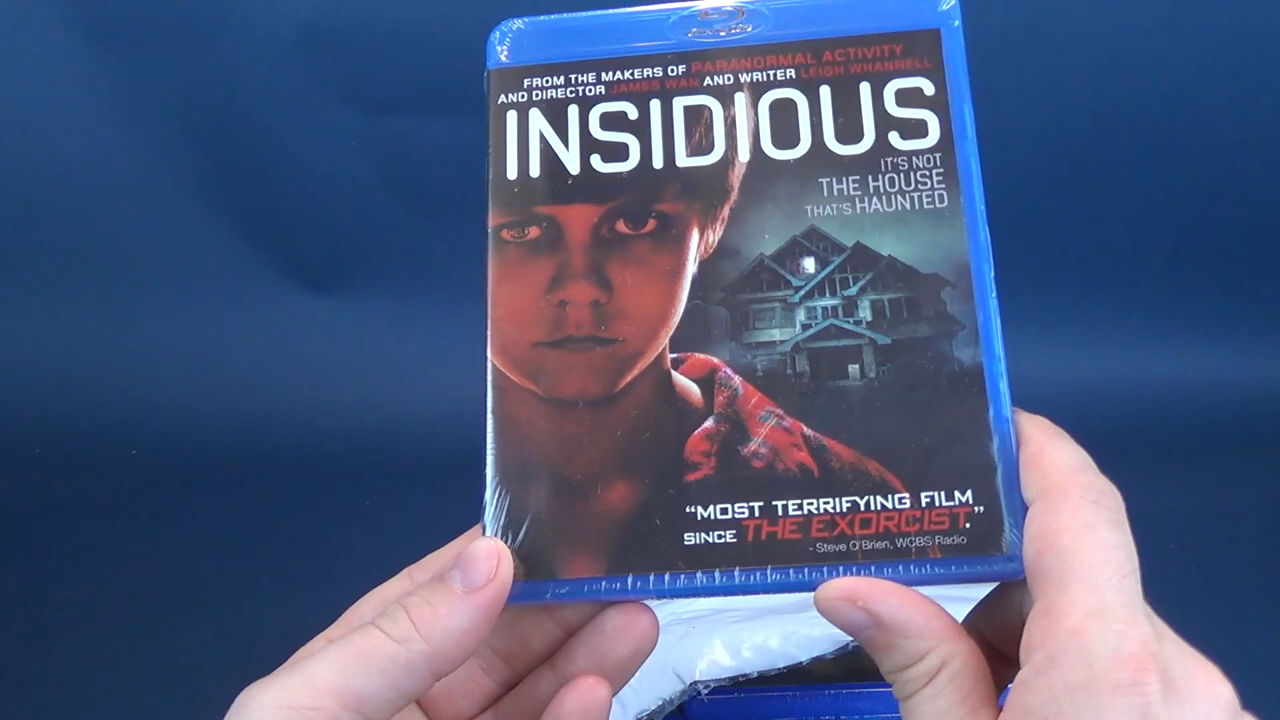 FROM THE MAKERS OF PARANORMAL ACTIVITY
AND DIRECTOR JAMES WAN AND WRITER LEIGH WHANNELL
INSIDIOUS
IT'S NOT
THE HOUSE
THAT'S HAUNTED
HELP
“MOST TERRIFYING FILM
SINCE THE EXORCIST.”
- Steve O'Brien, WCBS Radio